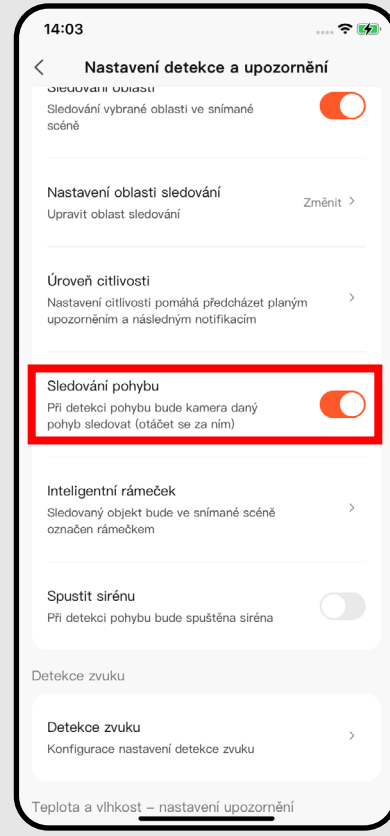 14:03
Nastavení detekce a upozornění
Sledování oblasti
Sledování vybrané oblasti ve snímané
scéně
Nastavení oblasti sledování
Změnit
Upravit oblast sledování
Úroveň citlivosti
Nastavení citlivosti pomáhá předcházet planým
upozorněním a následným notifikacím
Sledování pohybu
Při detekci pohybu bude kamera daný
pohyb sledovat (otáčet se za ním)
Inteligentní rámeček
Sledovaný objekt bude ve snímané scéně
označen rámečkem
Spustit sirénu
Při detekci pohybu bude spuštěna siréna
Detekce zvuku
Detekce zvuku
Konfigurace nastavení detekce zvuku
Teplota a vlhkost – nastavení upozornění